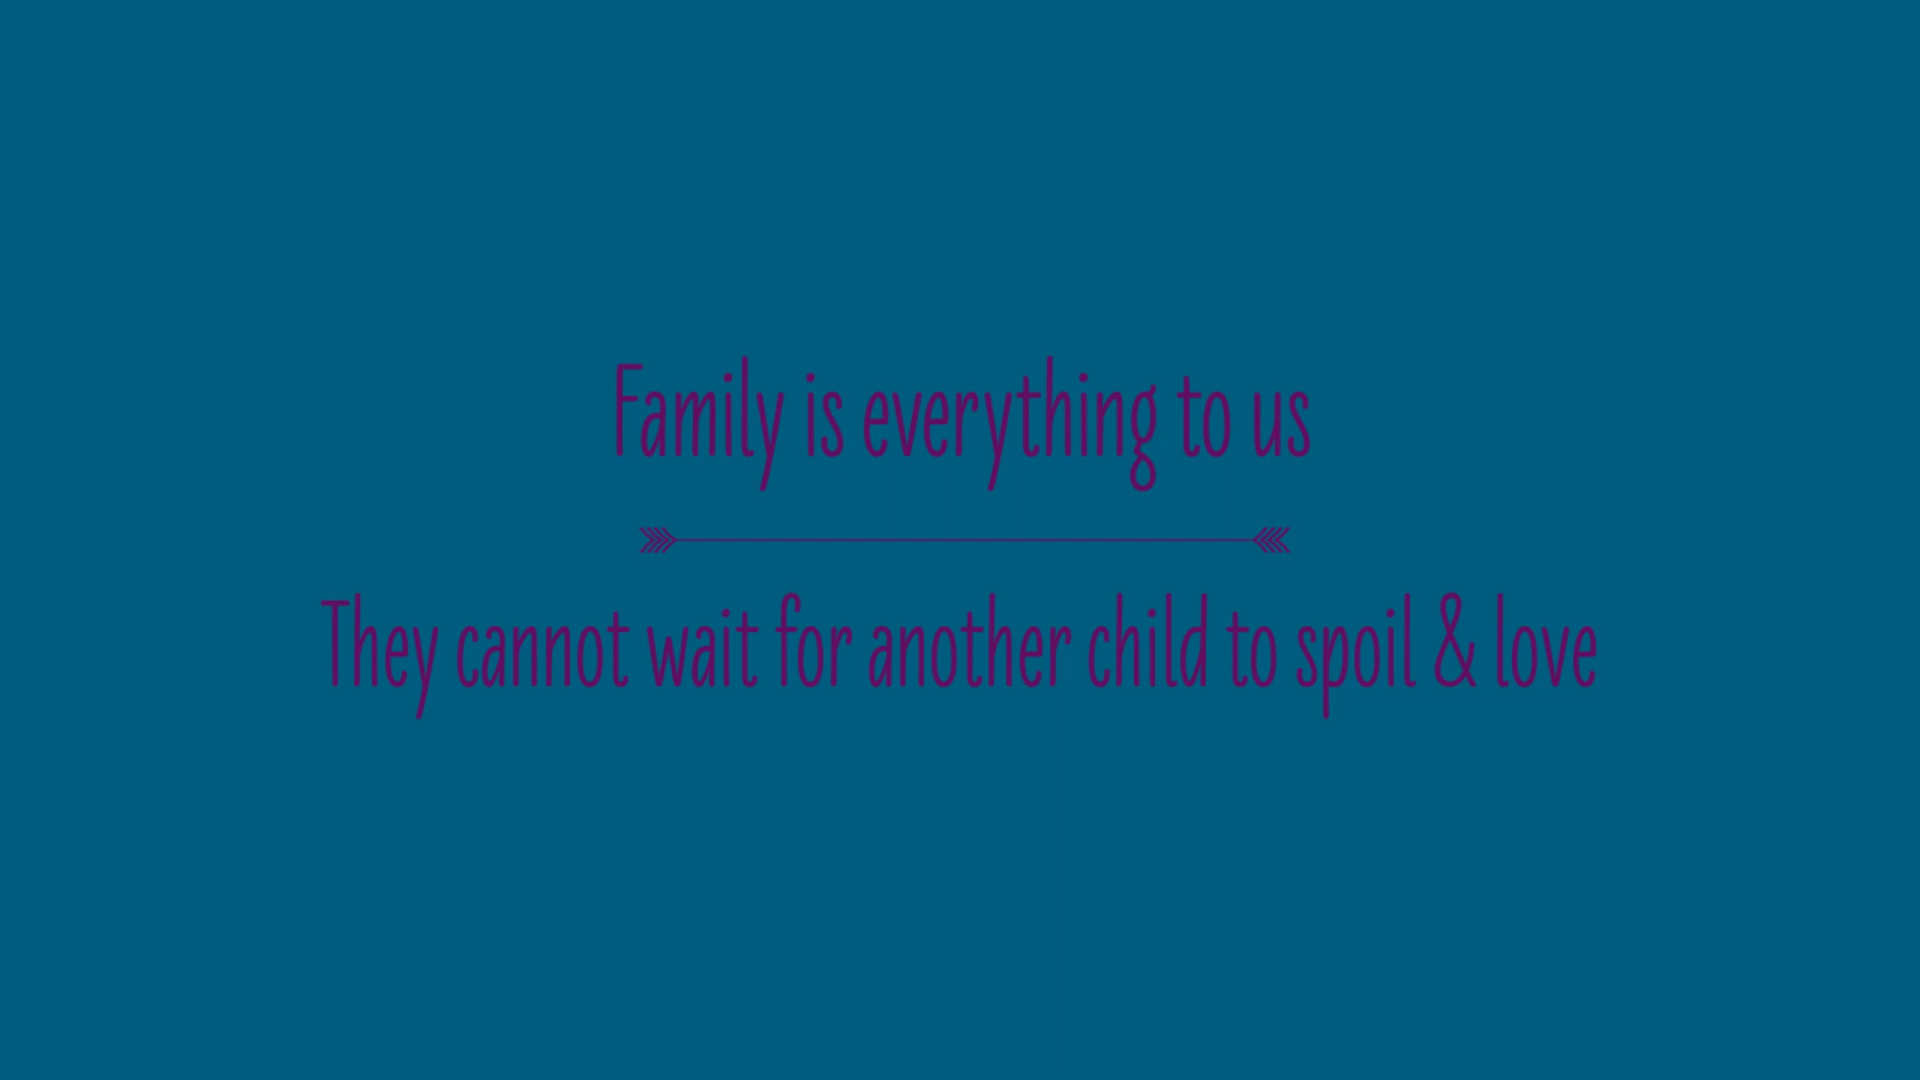 Family is everything to us
They cannot wait for another child to spoil & love